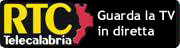 RTC
Telecalabria
Guarda la TV
in diretta